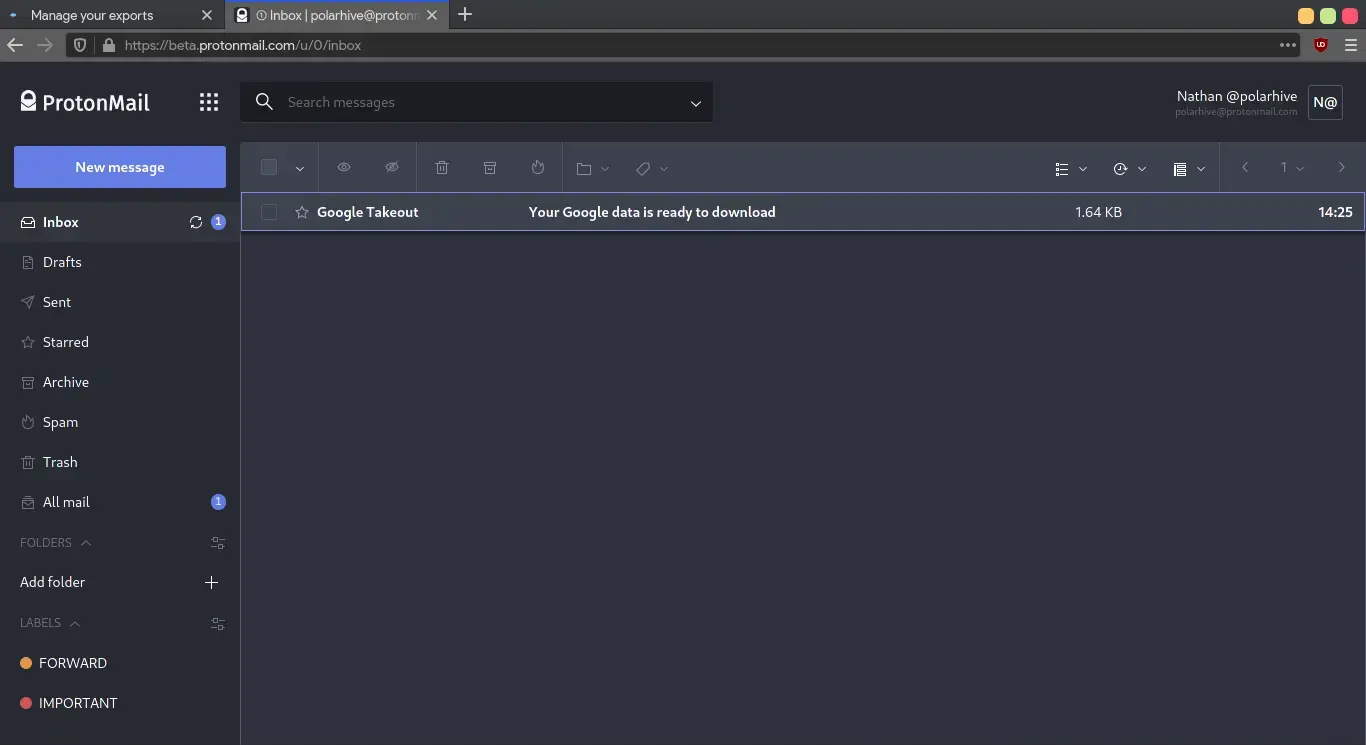 Manage your exports
① Inbox | polarhive@proton
https://beta.protonmail.com/u/0/inbox
ProtonMail
Search messages
Nathan @polarhive
polarhive@protonmail.com
N@
New message
1
Inbox
1
Google Takeout
Your Google data is ready to download
1.64 KB
14:25
Drafts
Sent
Starred
Archive
Spam
Trash
All mail
1
FOLDERS
Add folder
LABELS
FORWARD
IMPORTANT